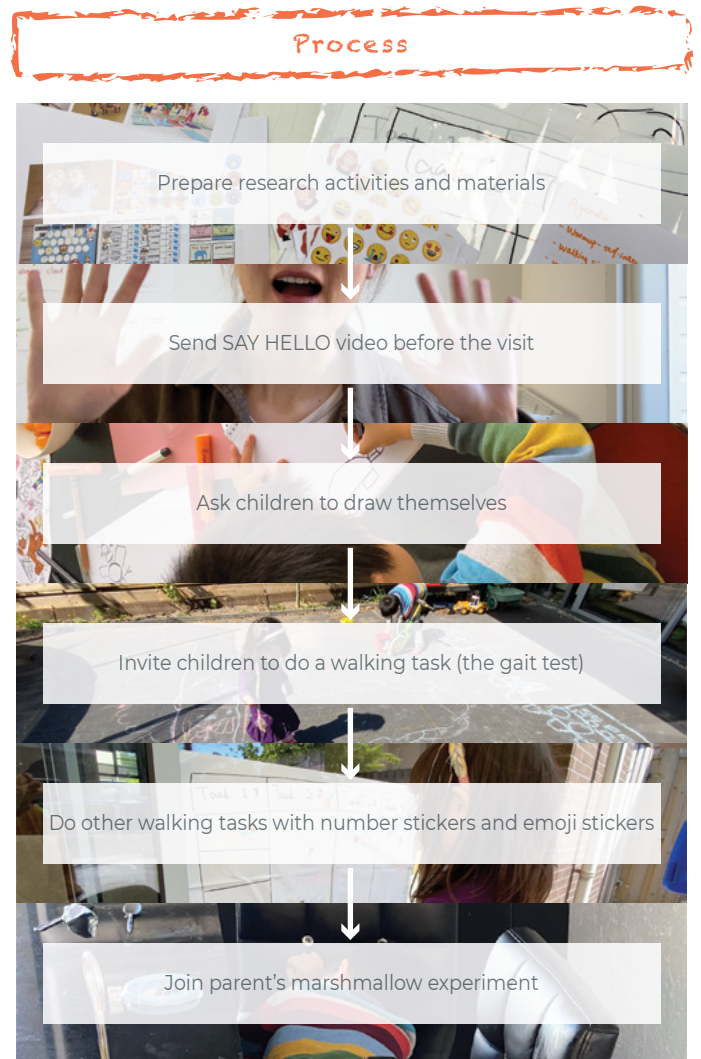 Process
Prepare research activities and materials
Send SAY HELLO video before the visit
Ask children to draw themselves
Invite children to do a walking task (the gait test)
Do other walking tasks with number stickers and emoji stickers
Join parent's marshmallow experiment